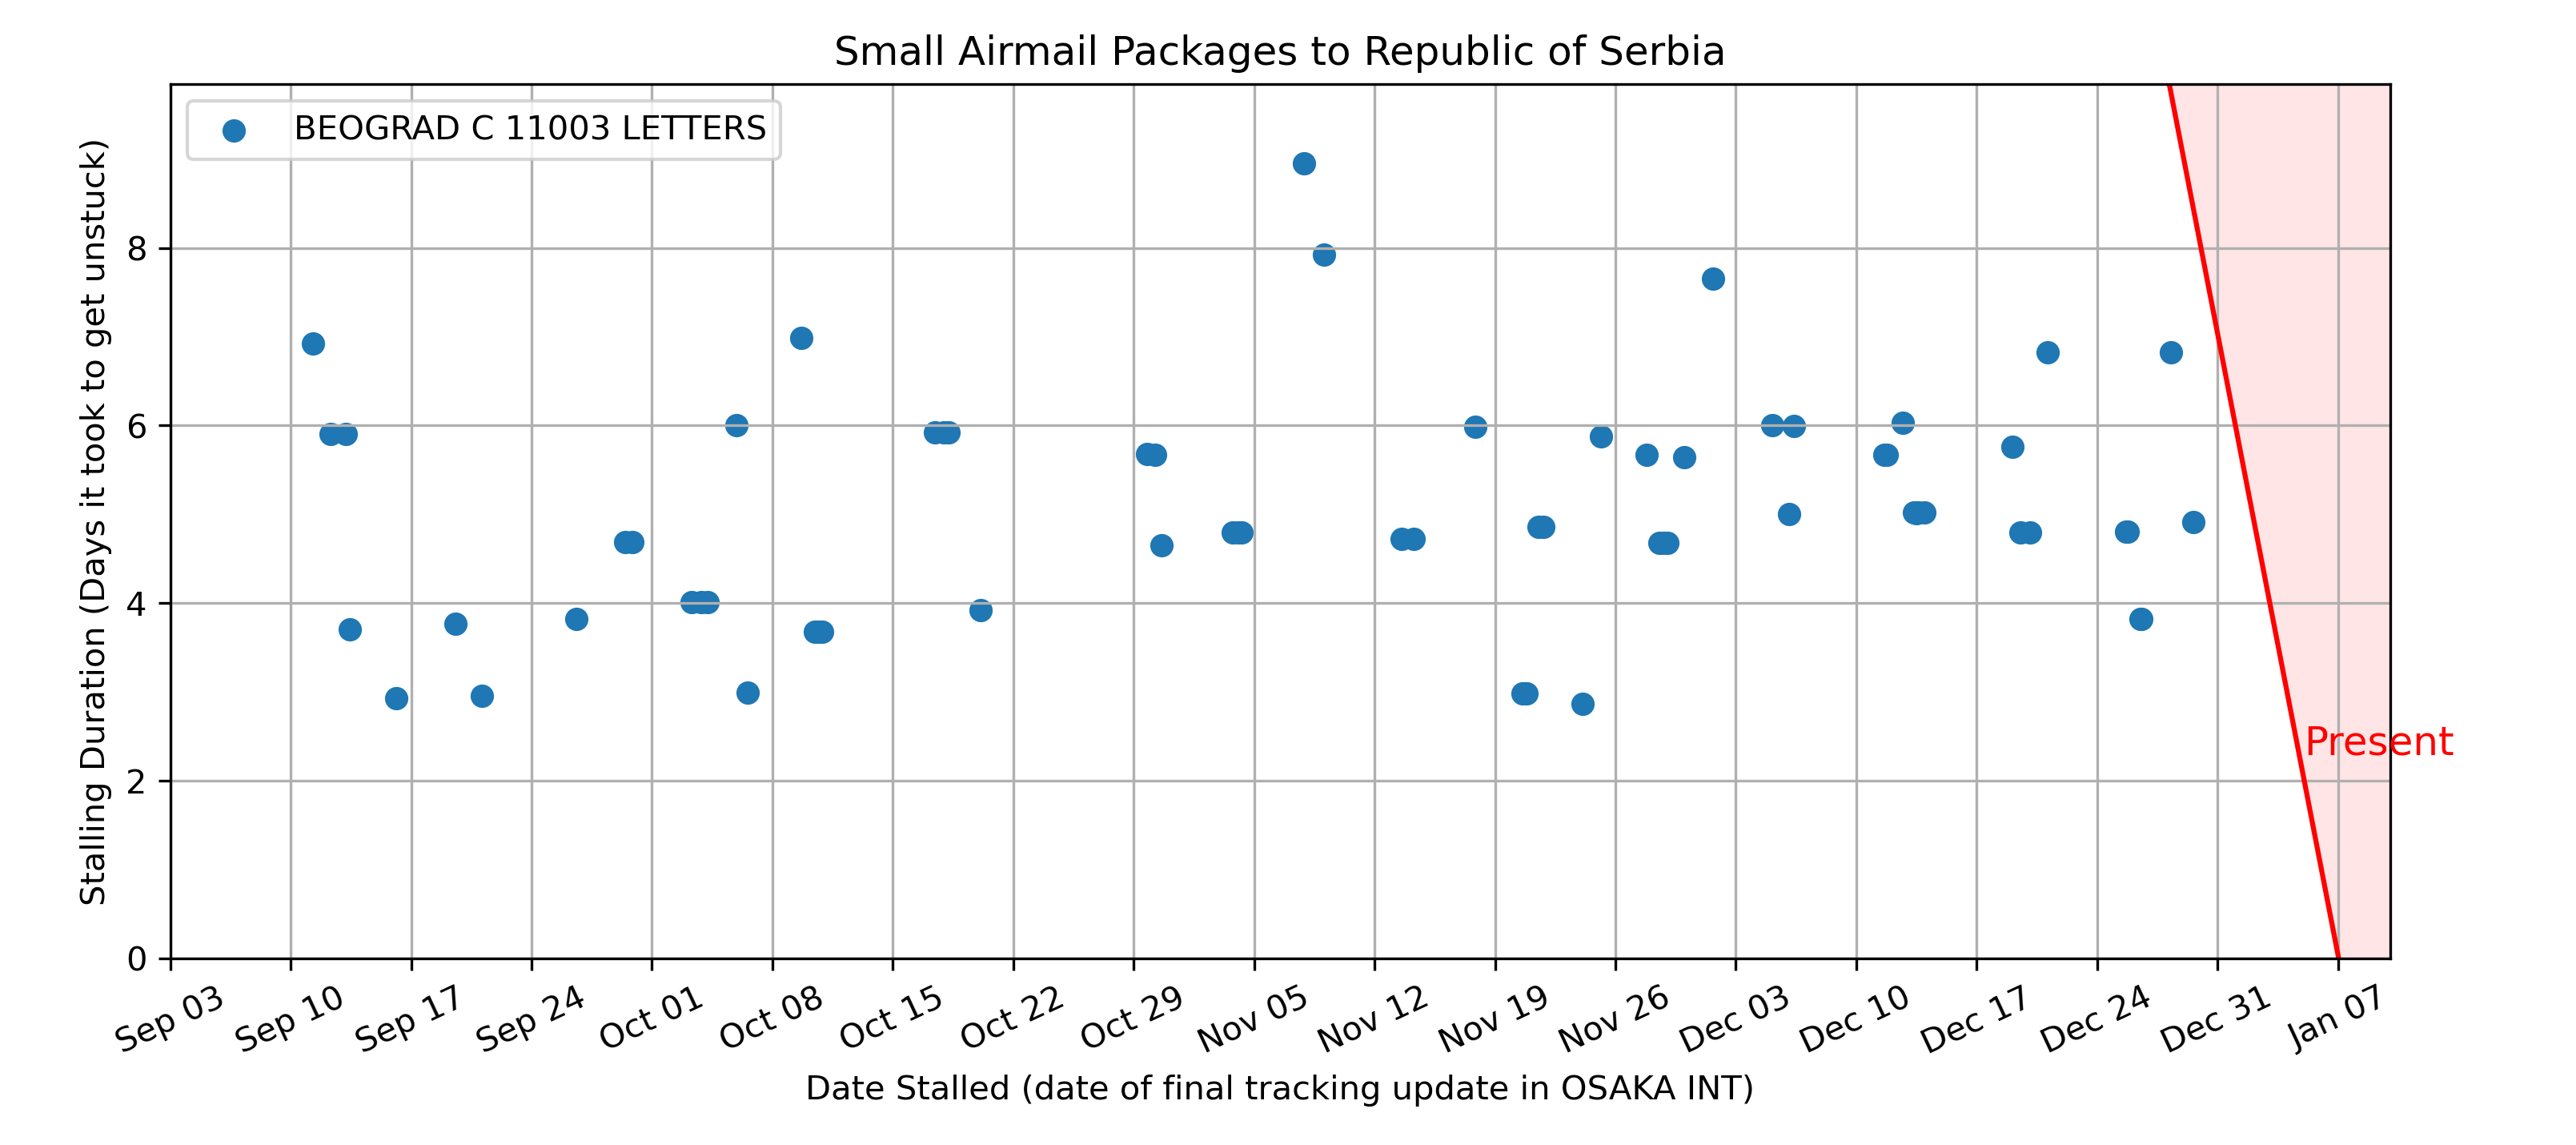 Small Airmail Packages to Republic of Serbia
BEOGRAD C 11003 LETTERS
Stalling Duration (Days it took to get unstuck)
8
6
4
2
0
Present
Sep 03
Sep 10
Sep 17
Sep 24
Oct 01
Oct 08
Oct 15
Oct 22
Oct 29
Nov 05
Nov 12
Nov 19
Nov 26
Dec 03
Dec 10
Dec 17
Dec 24
Dec 31
Jan 07
Date Stalled (date of final tracking update in OSAKA INT)